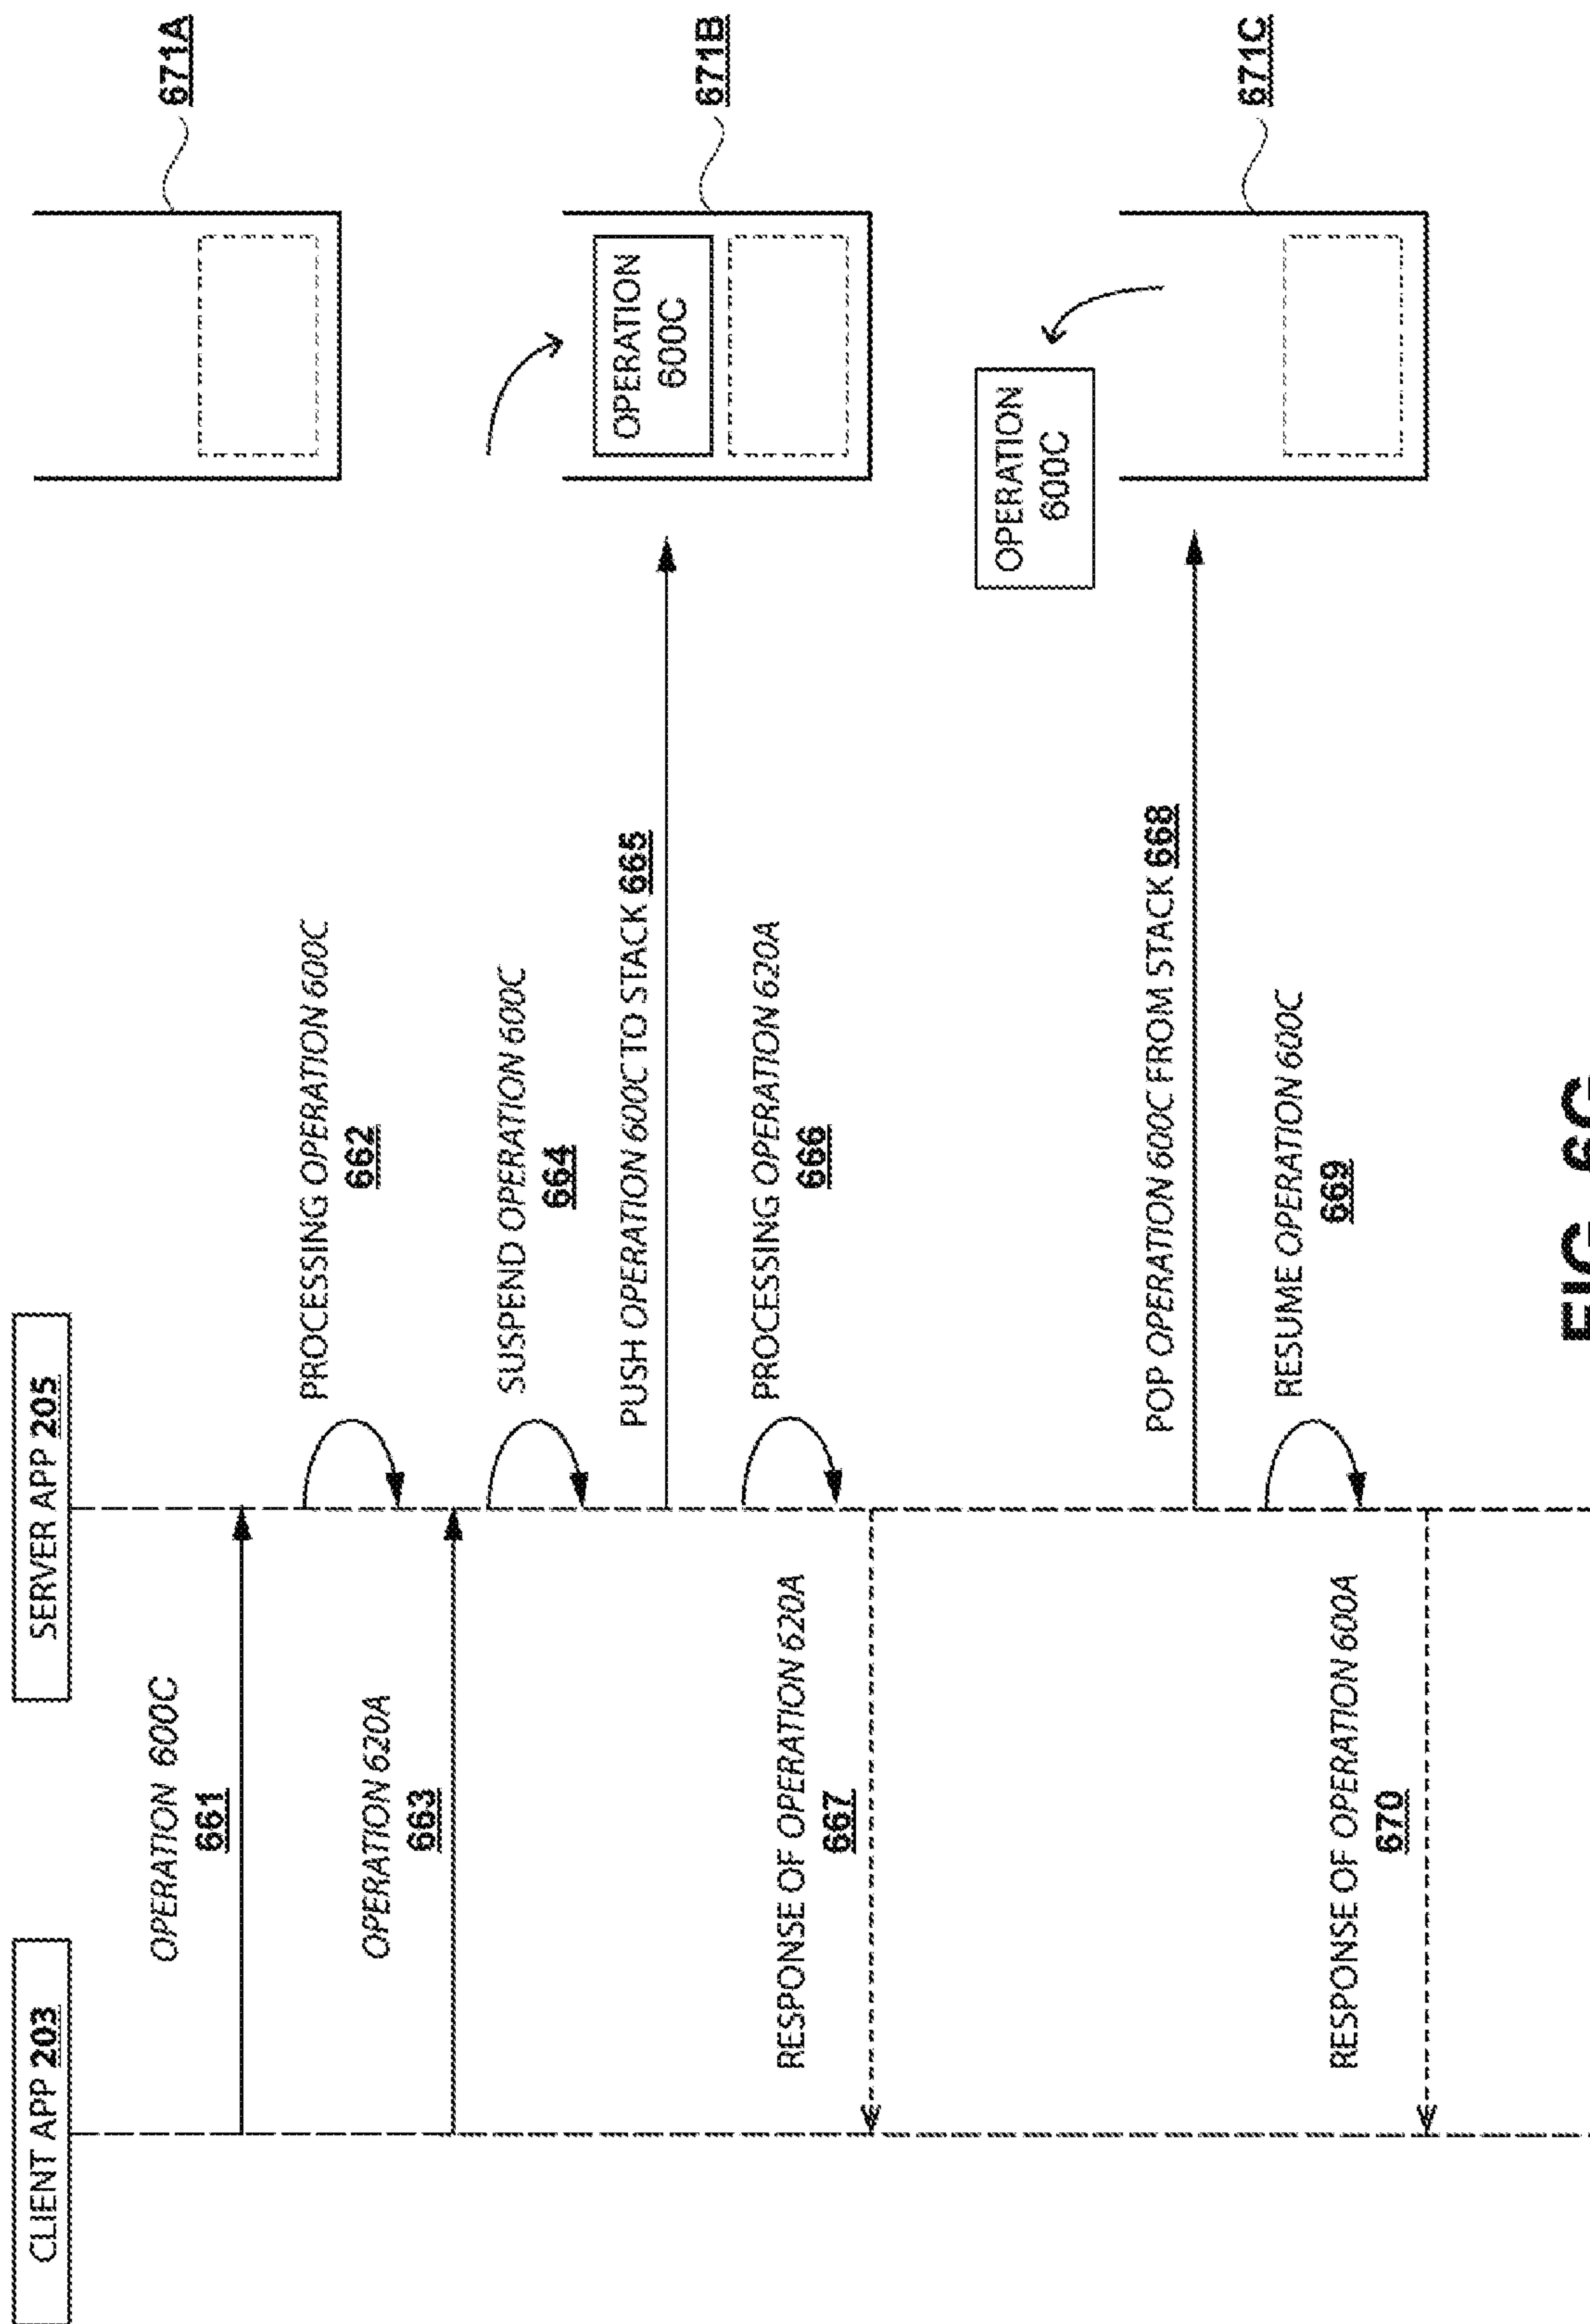 CLIENT APP 203
SERVER APP 205
OPERATION 600C
661
PROCESSING OPERATION 600C
662
671A
OPERATION 620A
663
SUSPEND OPERATION 600C
664
PUSH OPERATION 600C TO STACK 665
OPERATION
600C
671B
PROCESSING OPERATION 620A
666
RESPONSE OF OPERATION 620A
667
OPERATION
600C
POP OPERATION 600C FROM STACK 668
671C
RESUME OPERATION 600C
669
RESPONSE OF OPERATION 600A
670